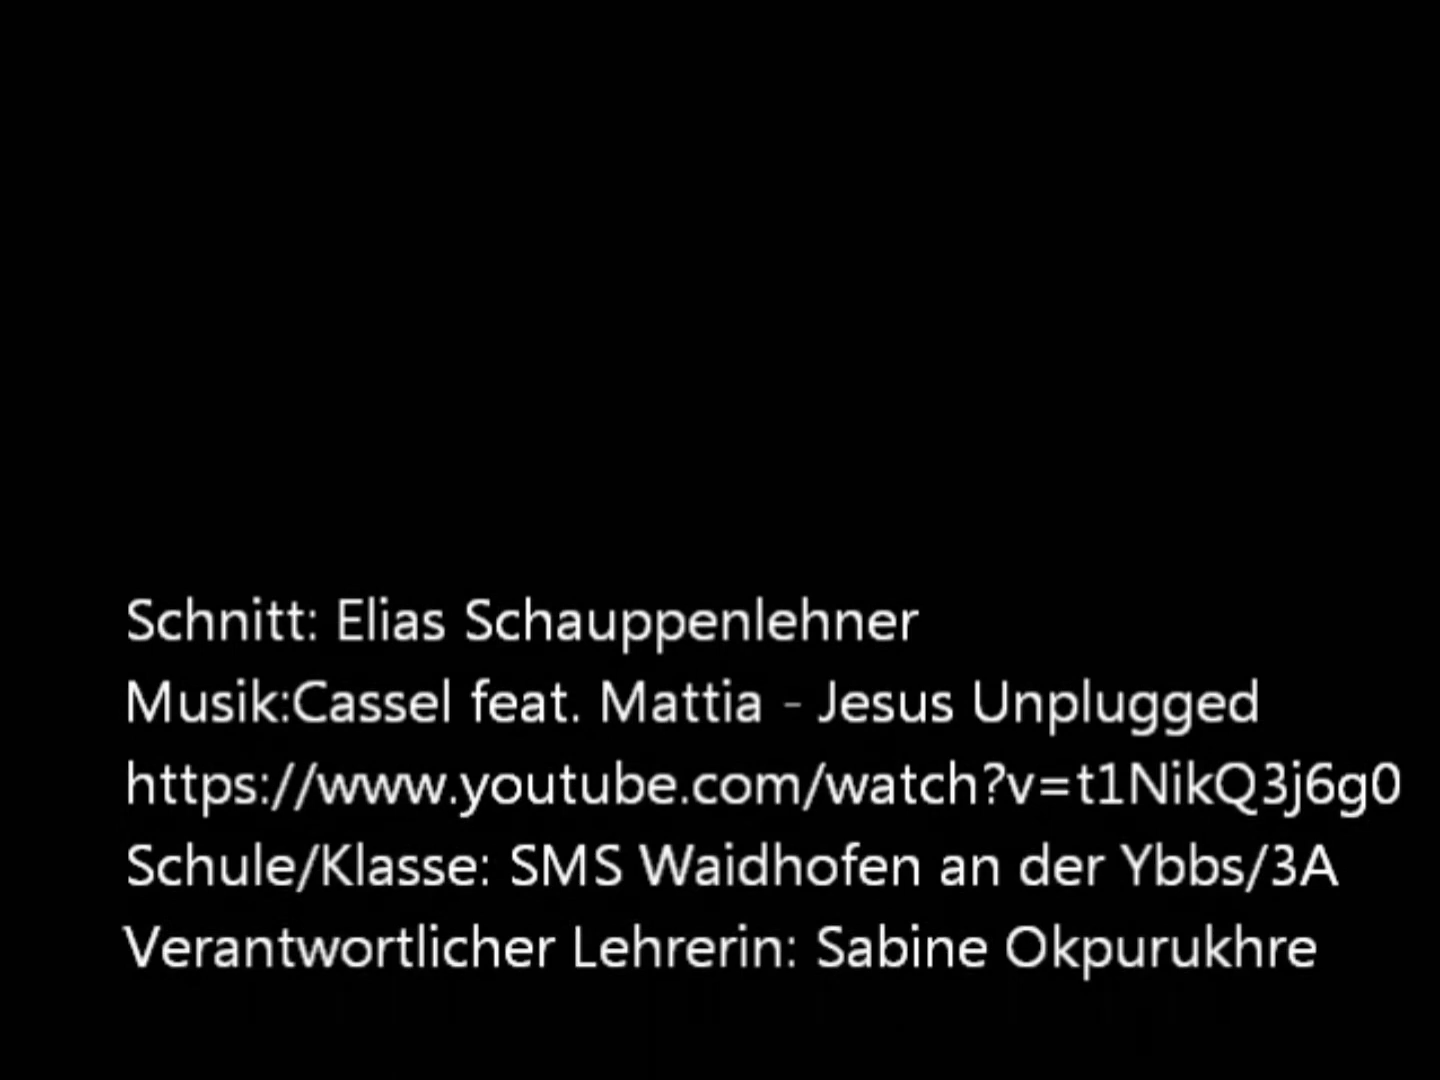 Schnitt: Elias Schauppenlehner
Musik:Cassel feat. Mattia - Jesus Unplugged
https://www.youtube.com/watch?v=t1NikQ3j6g0
Schule/Klasse: SMS Waidhofen an der Ybbs/3A
Verantwortlicher Lehrerin: Sabine Okpurukhre